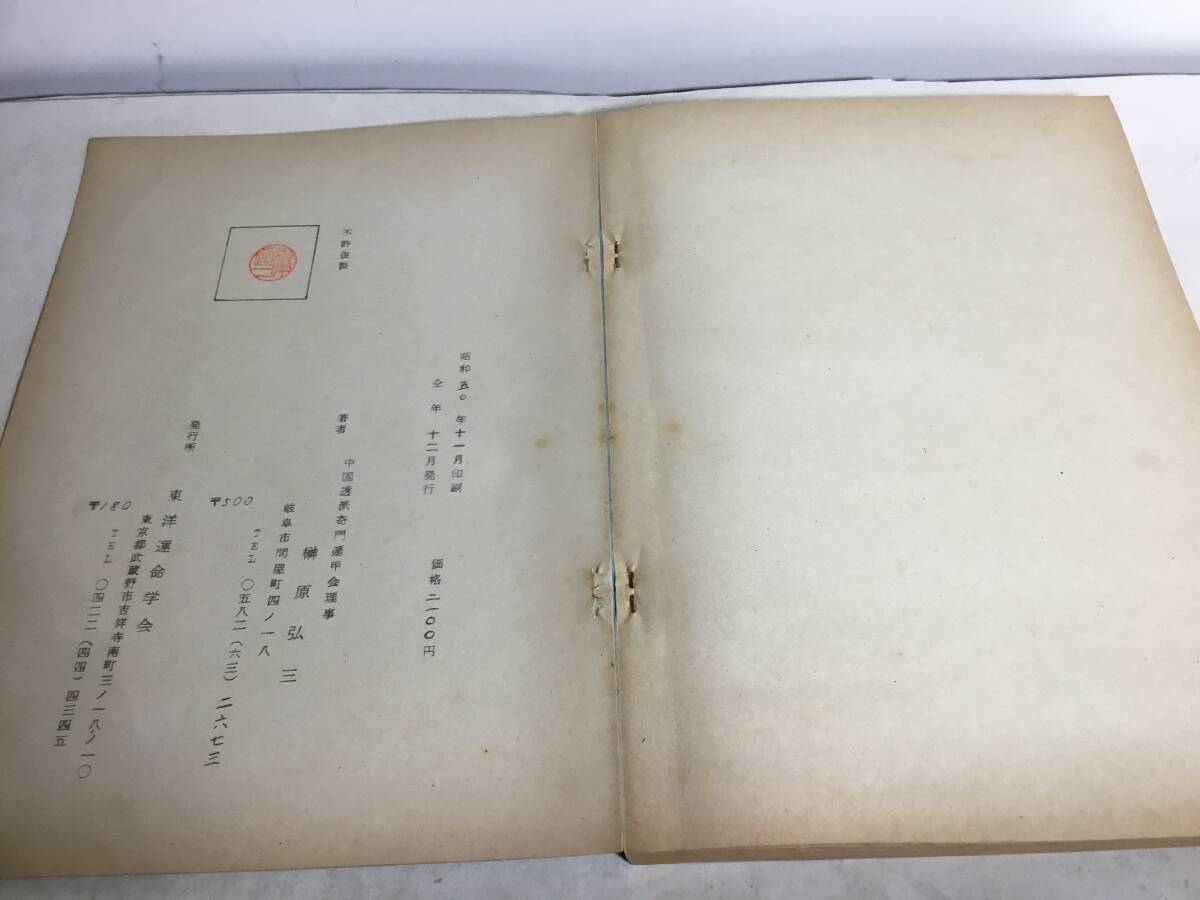 昭和五〇年十一月印刷
仝年十二月発行
価格二一〇〇円
不許復製
著者 中国透派奇門遁甲会理事
榊原弘三
岐阜市問屋町四ノ一八
TEL 〇五八二(六三)二六七三
〒500
発行所 東洋運命学会
東京都武蔵野市吉祥寺南町三ノ一八ノ一〇
TEL 〇四二二(四四)四三四五
〒180